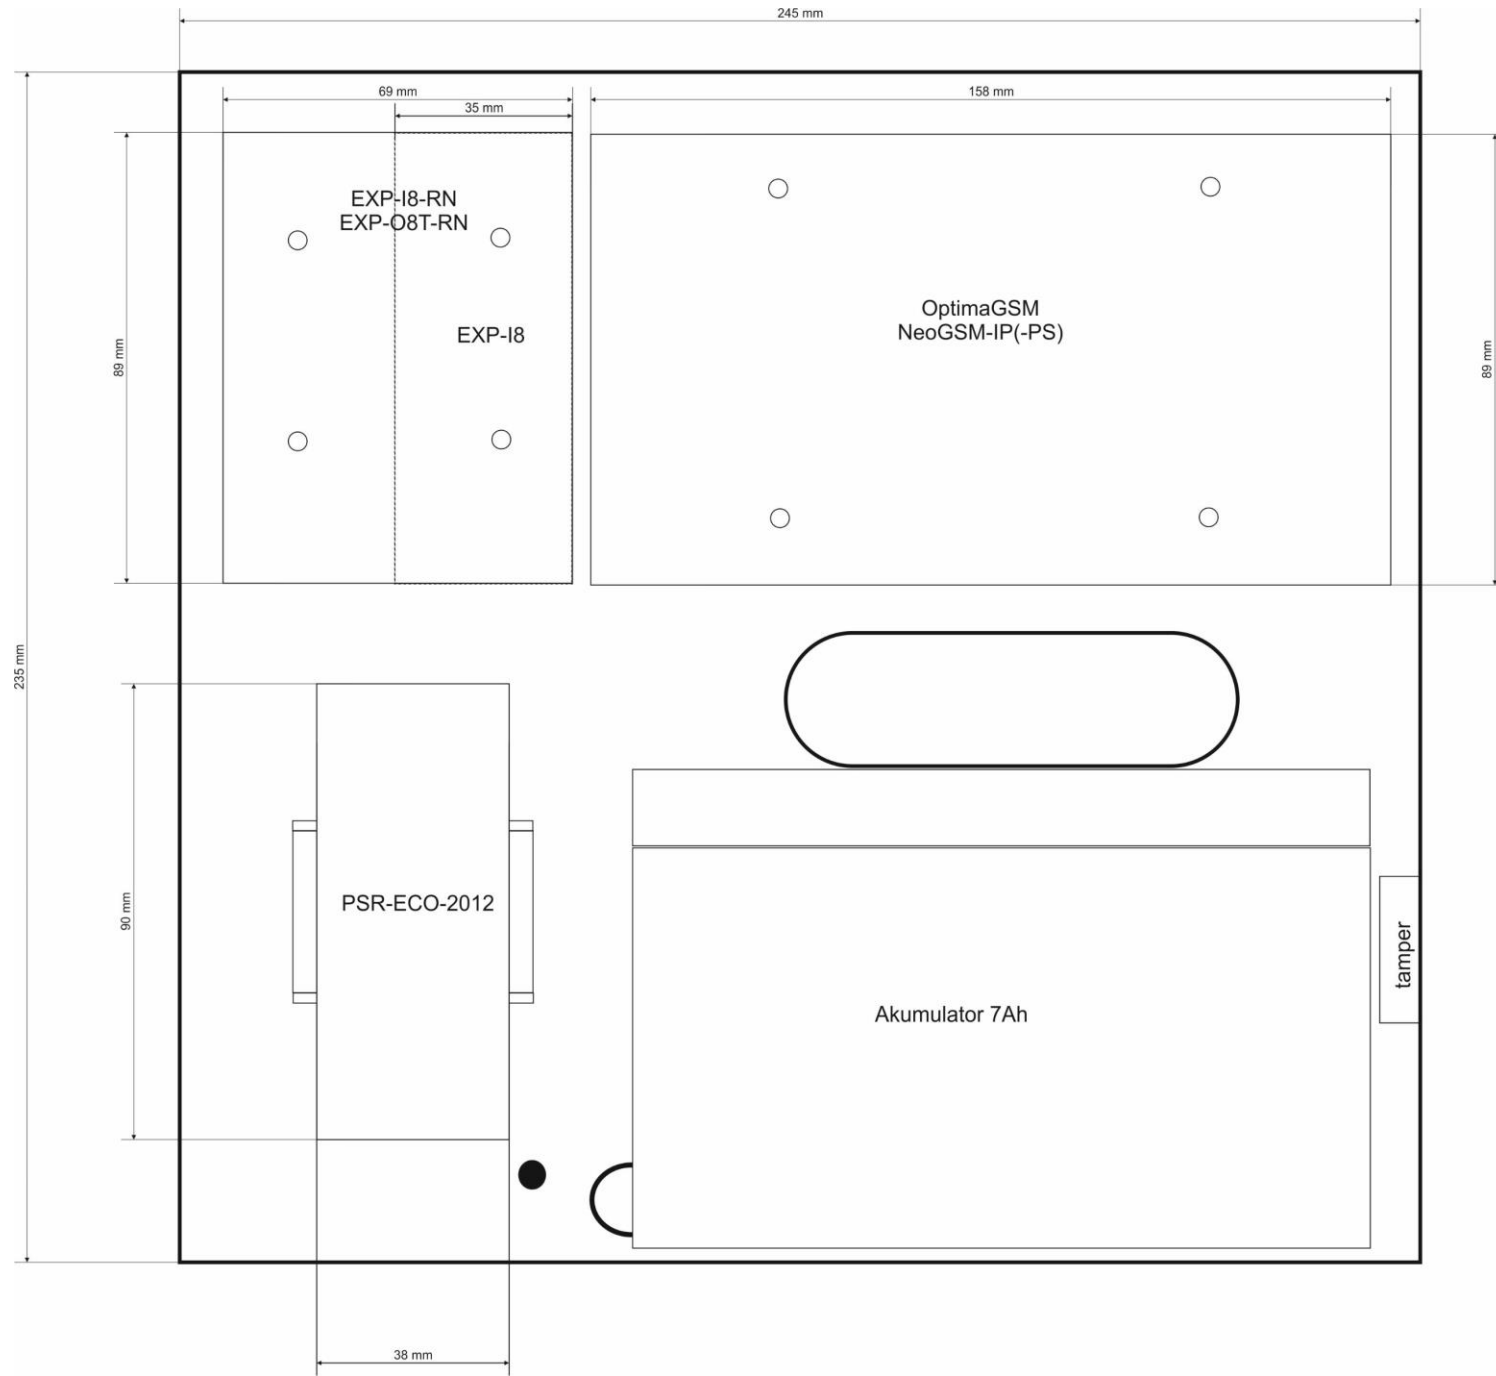 245 mm
69 mm
158 mm
35 mm
EXP-I8-RN
EXP-O8T-RN
OptimaGSM
NeoGSM-IP(-PS)
EXP-I8
89 mm
89 mm
235 mm
PSR-ECO-2012
90 mm
tamper
Akumulator 7Ah
38 mm